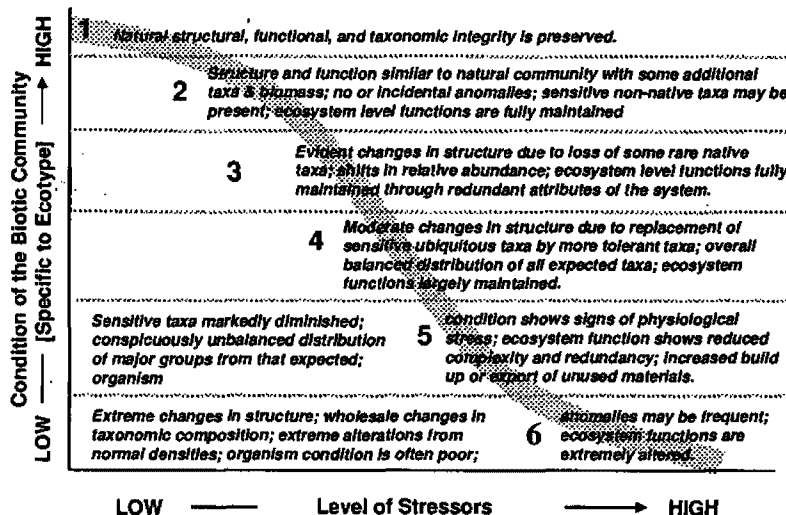 Condition of the Biotic Community
[Specific to Ecotype]
LOW
HIGH
1
Natural structural, functional, and taxonomic integrity is preserved.
2
Structure and function similar to natural community with some additional
taxa & biomass; no or incidental anomalies; sensitive non-native taxa may be
present; ecosystem level functions are fully maintained
3
Evident changes in structure due to loss of some rare native
taxa; shifts in relative abundance; ecosystem level functions fully
maintained through redundant attributes of the system.
4
Moderate changes in structure due to replacement of
sensitive ubiquitous taxa by more tolerant taxa; overall
balanced distribution of all expected taxa; ecosystem
functions largely maintained.
Sensitive taxa markedly diminished;
conspicuously unbalanced distribution
of major groups from that expected;
organism
5
condition shows signs of physiological
stress; ecosystem function shows reduced
complexity and redundancy; increased build
up or export of unused materials.
Extreme changes in structure; wholesale changes in
taxonomic composition; extreme alterations from
normal densities; organism condition is often poor;
6
anomalies may be frequent;
ecosystem functions are
extremely altered.
LOW
Level of Stressors
HIGH